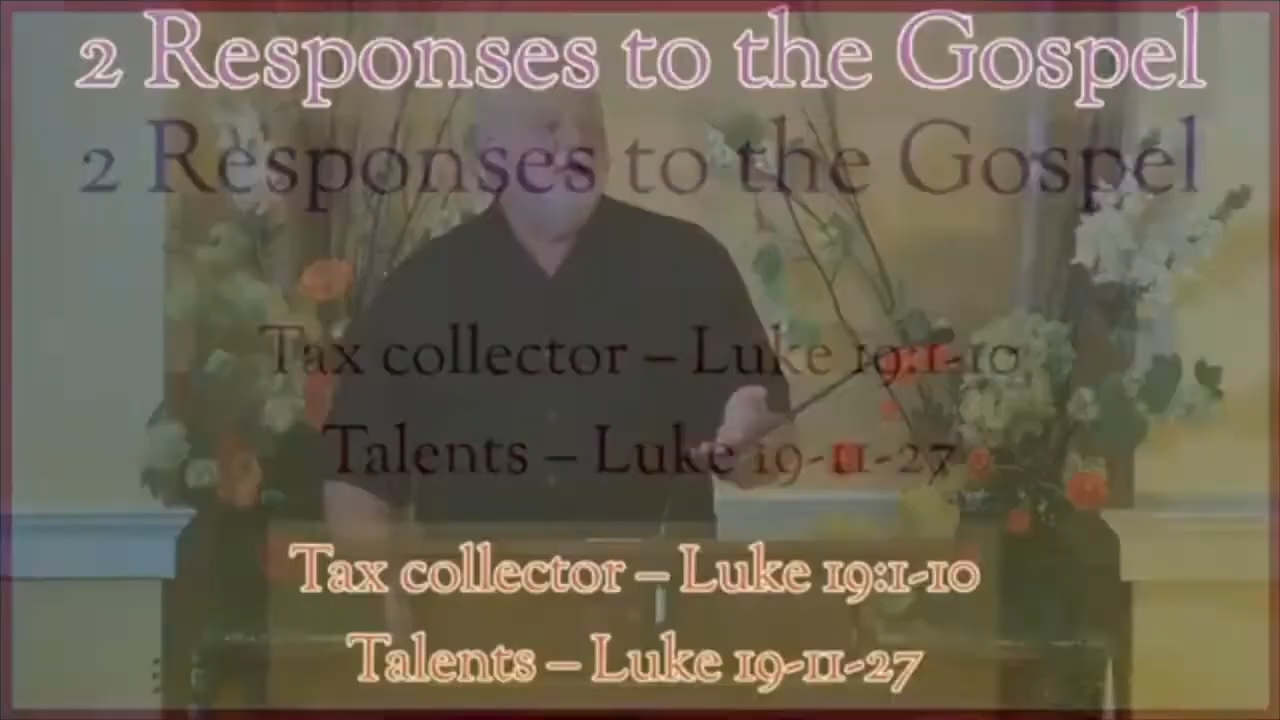 2 Responses to the Gospel
2 Responses to the Gospel
Tax collector – Luke 19:1-10
Talents – Luke 19-11-27
Tax collector – Luke 19:1-10
Talents – Luke 19-11-27